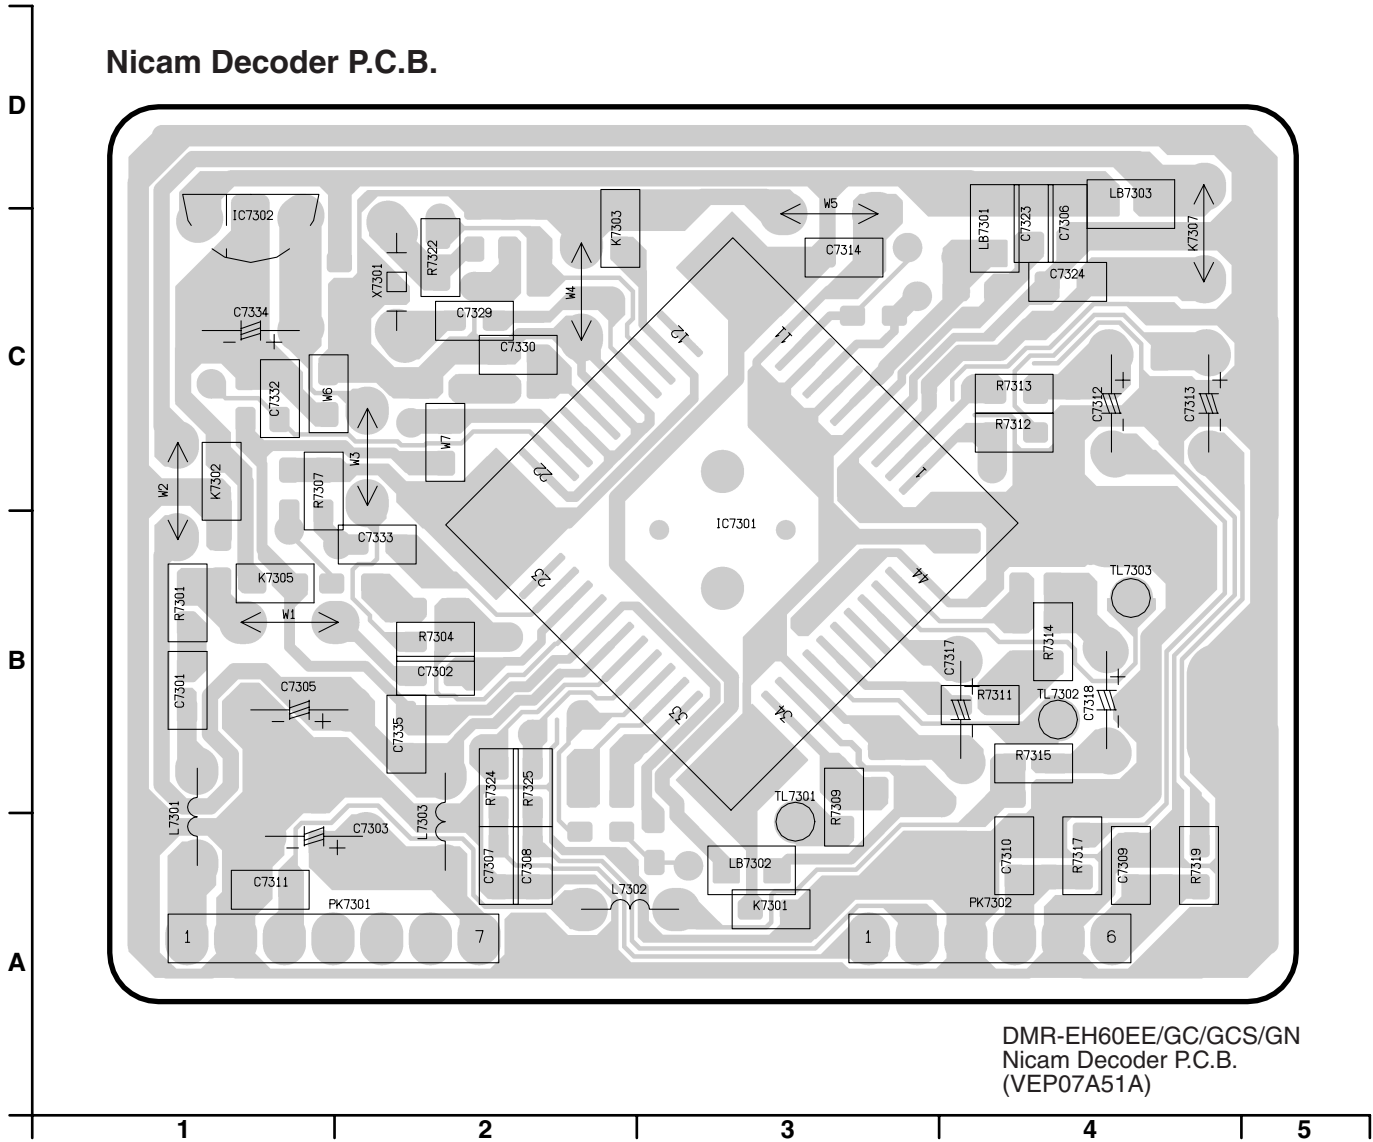 Nicam Decoder P.C.B.
D
LB7303
IC7302
K7303
W5
LB7301
C7323
C7306
K7307
R7322
C7314
X7301
C7324
W4
C7334
C7329
12
11
C7330
C
C7332
W6
R7313
C7312
C7313
R7312
W7
W3
W2
K7302
R7307
22
1
IC7301
C7333
K7305
23
44
TL7303
R7301
W1
R7304
R7314
B
C7302
C7317
C7301
C7305
R7311
TL7302
C7318
C7335
33
34
R7315
R7324
R7325
TL7301
R7309
L7301
L7303
C7303
C7307
C7308
LB7302
C7310
R7317
C7309
R7319
C7311
L7302
PK7301
K7301
PK7302
1
7
1
6
A
DMR-EH60EE/GC/GCS/GN
Nicam Decoder P.C.B.
(VEP07A51A)
1
2
3
4
5